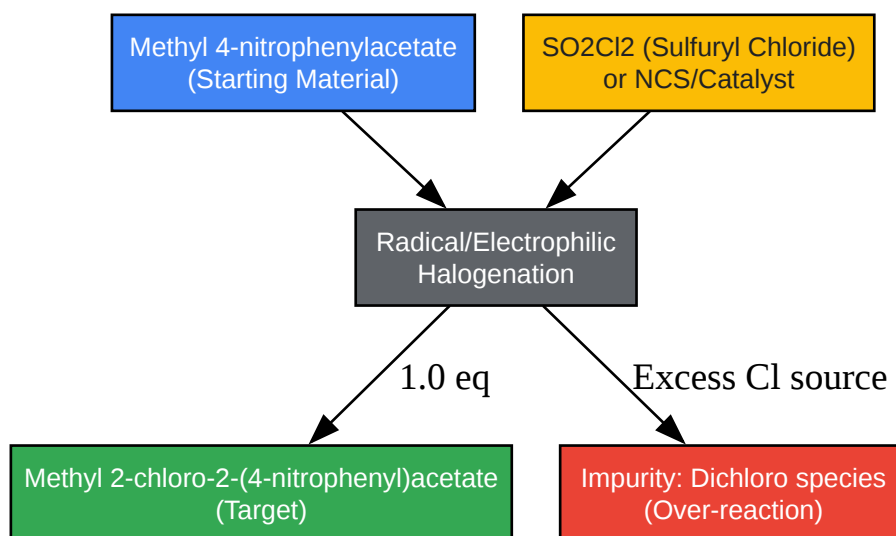 Methyl 4-nitrophenylacetate
(Starting Material)
SO2Cl2 (Sulfuryl Chloride)
or NCS/Catalyst
Radical/Electrophilic
Halogenation
1.0 eq
Excess Cl source
Methyl 2-chloro-2-(4-nitrophenyl)acetate
(Target)
Impurity: Dichloro species
(Over-reaction)